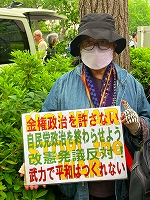 金権政治を許さない
自民党政治を終わらせよう
改憲発議反対
武力で平和はつくれない